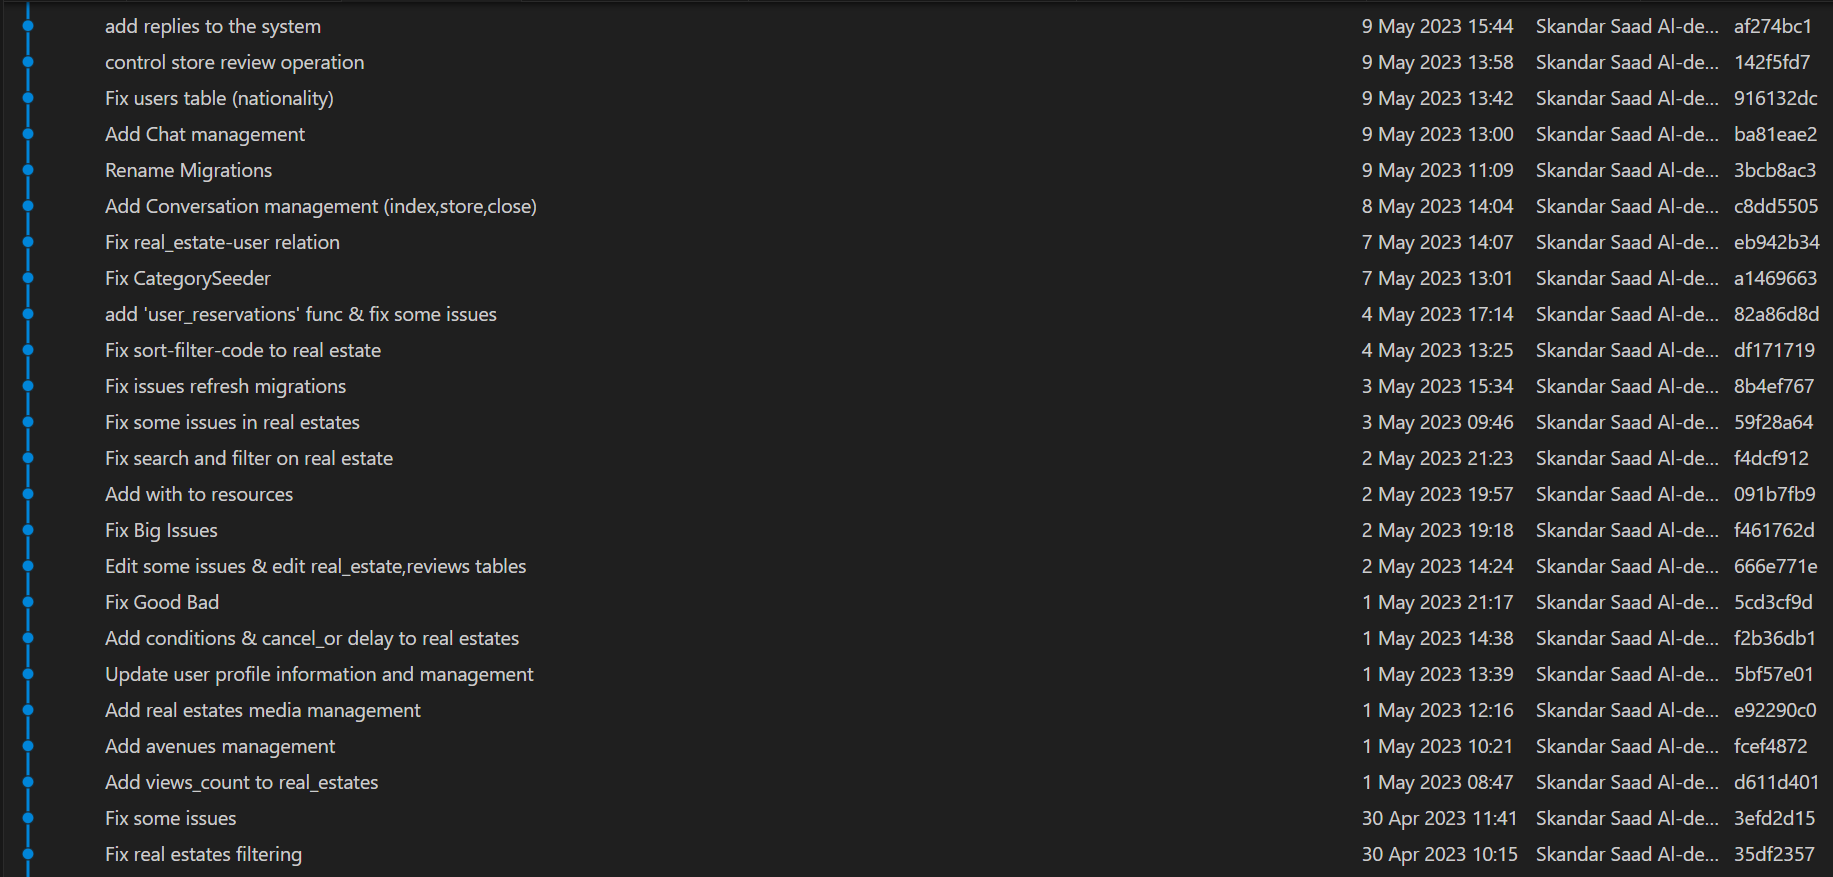 add replies to the system 9 May 2023 15:44 Skandar Saad Al-de... af274bc1
control store review operation 9 May 2023 13:58 Skandar Saad Al-de... 142f5fd7
Fix users table (nationality) 9 May 2023 13:42 Skandar Saad Al-de... 916132dc
Add Chat management 9 May 2023 13:00 Skandar Saad Al-de... ba81eae2
Rename Migrations 9 May 2023 11:09 Skandar Saad Al-de... 3bcb8ac3
Add Conversation management (index,store,close) 8 May 2023 14:04 Skandar Saad Al-de... c8dd5505
Fix real_estate-user relation 7 May 2023 14:07 Skandar Saad Al-de... eb942b34
Fix CategorySeeder 7 May 2023 13:01 Skandar Saad Al-de... a1469663
add 'user_reservations' func & fix some issues 4 May 2023 17:14 Skandar Saad Al-de... 82a86d8d
Fix sort-filter-code to real estate 4 May 2023 13:25 Skandar Saad Al-de... df171719
Fix issues refresh migrations 3 May 2023 15:34 Skandar Saad Al-de... 8b4ef767
Fix some issues in real estates 3 May 2023 09:46 Skandar Saad Al-de... 59f28a64
Fix search and filter on real estate 2 May 2023 21:23 Skandar Saad Al-de... f4dcf912
Add with to resources 2 May 2023 19:57 Skandar Saad Al-de... 091b7fb9
Fix Big Issues 2 May 2023 19:18 Skandar Saad Al-de... f461762d
Edit some issues & edit real_estate,reviews tables 2 May 2023 14:24 Skandar Saad Al-de... 666e771e
Fix Good Bad 1 May 2023 21:17 Skandar Saad Al-de... 5cd3cf9d
Add conditions & cancel_or delay to real estates 1 May 2023 14:38 Skandar Saad Al-de... f2b36db1
Update user profile information and management 1 May 2023 13:39 Skandar Saad Al-de... 5bf57e01
Add real estates media management 1 May 2023 12:16 Skandar Saad Al-de... e92290c0
Add avenues management 1 May 2023 10:21 Skandar Saad Al-de... fcef4872
Add views_count to real_estates 1 May 2023 08:47 Skandar Saad Al-de... d611d401
Fix some issues 30 Apr 2023 11:41 Skandar Saad Al-de... 3efd2d15
Fix real estates filtering 30 Apr 2023 10:15 Skandar Saad Al-de... 35df2357